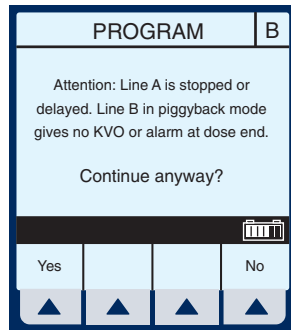 PROGRAM B
Attention: Line A is stopped or
delayed. Line B in piggyback mode
gives no KVO or alarm at dose end.
Continue anyway?
Yes No